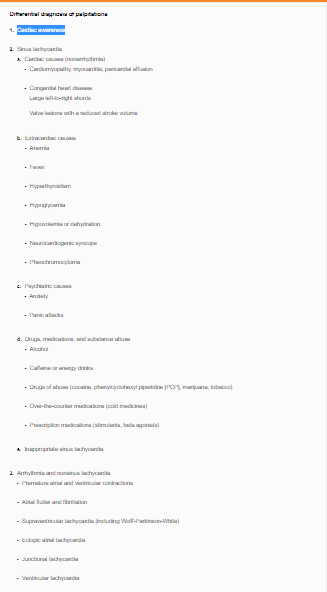 Differential diagnosis of palpitations
1. Cardiac awareness
2. Sinus tachycardia
a. Cardiac causes (nonarrhythmia)
• Cardiomyopathy, myocarditis, pericardial effusion
• Congenital heart disease
Large left-to-right shunts
Valve lesions with a reduced stroke volume
b. Extracardiac causes
• Anemia
• Fever
• Hyperthyroidism
• Hypoglycemia
• Hypovolemia or dehydration
• Neurocardiogenic syncope
• Pheochromocytoma
c. Psychiatric causes
• Anxiety
• Panic attacks
d. Drugs, medications, and substance abuse
• Alcohol
• Caffeine or energy drinks
• Drugs of abuse (cocaine, phenylcyclohexyl piperidine [PCP], marijuana, tobacco)
• Over-the-counter medications (cold medicines)
• Prescription medications (stimulants, beta agonists)
e. Inappropriate sinus tachycardia
3. Arrhythmia and nonsinus tachycardia
• Premature atrial and ventricular contractions
• Atrial flutter and fibrillation
• Supraventricular tachycardia (including Wolff-Parkinson-White)
• Ectopic atrial tachycardia
• Junctional tachycardia
• Ventricular tachycardia